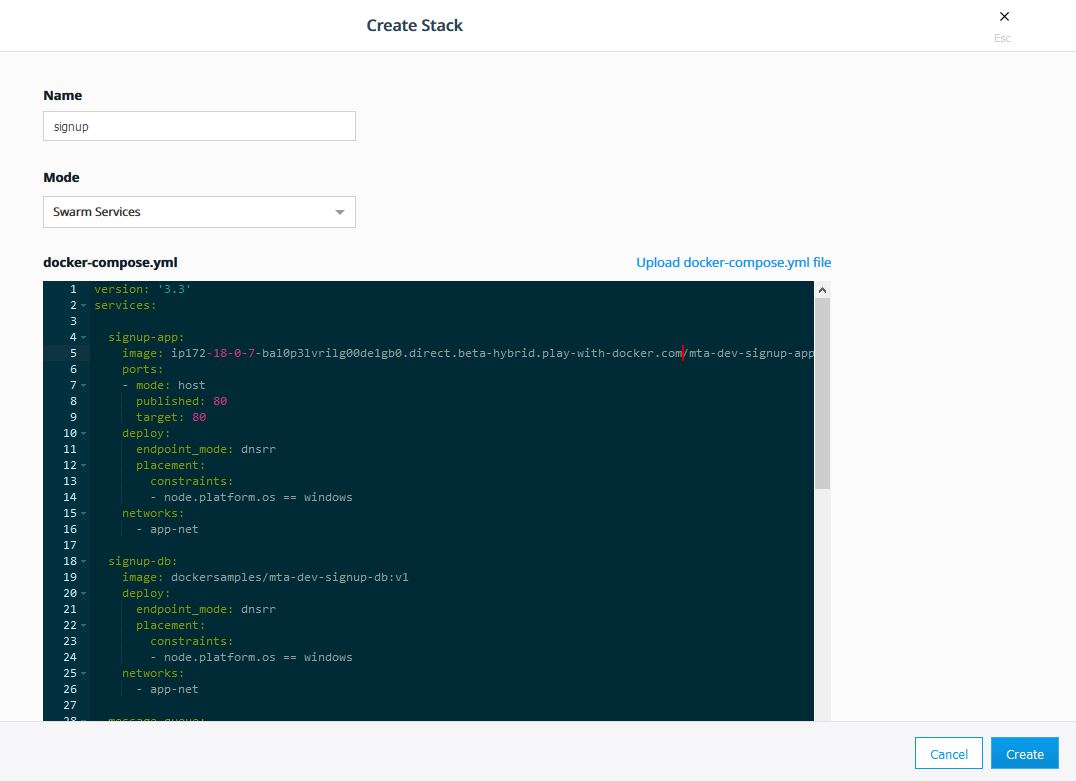 Create Stack
Esc
Name
signup
Mode
Swarm Services
docker-compose.yml
Upload docker-compose.yml file
1 version: '3.3'
2 services:
3
4 signup-app:
5 image: ip172-18-0-7-bal0p3lvrilg00de1gb0.direct.beta-hybrid.play-with-docker.com/mta-dev-signup-app
6 ports:
7 - mode: host
8 published: 80
9 target: 80
10 deploy:
11 endpoint_mode: dnsrr
12 placement:
13 constraints:
14 - node.platform.os == windows
15 networks:
16 - app-net
17
18 signup-db:
19 image: dockersamples/mta-dev-signup-db:v1
20 deploy:
21 endpoint_mode: dnsrr
22 placement:
23 constraints:
24 - node.platform.os == windows
25 networks:
26 - app-net
27
28 message-queue:
Cancel
Create